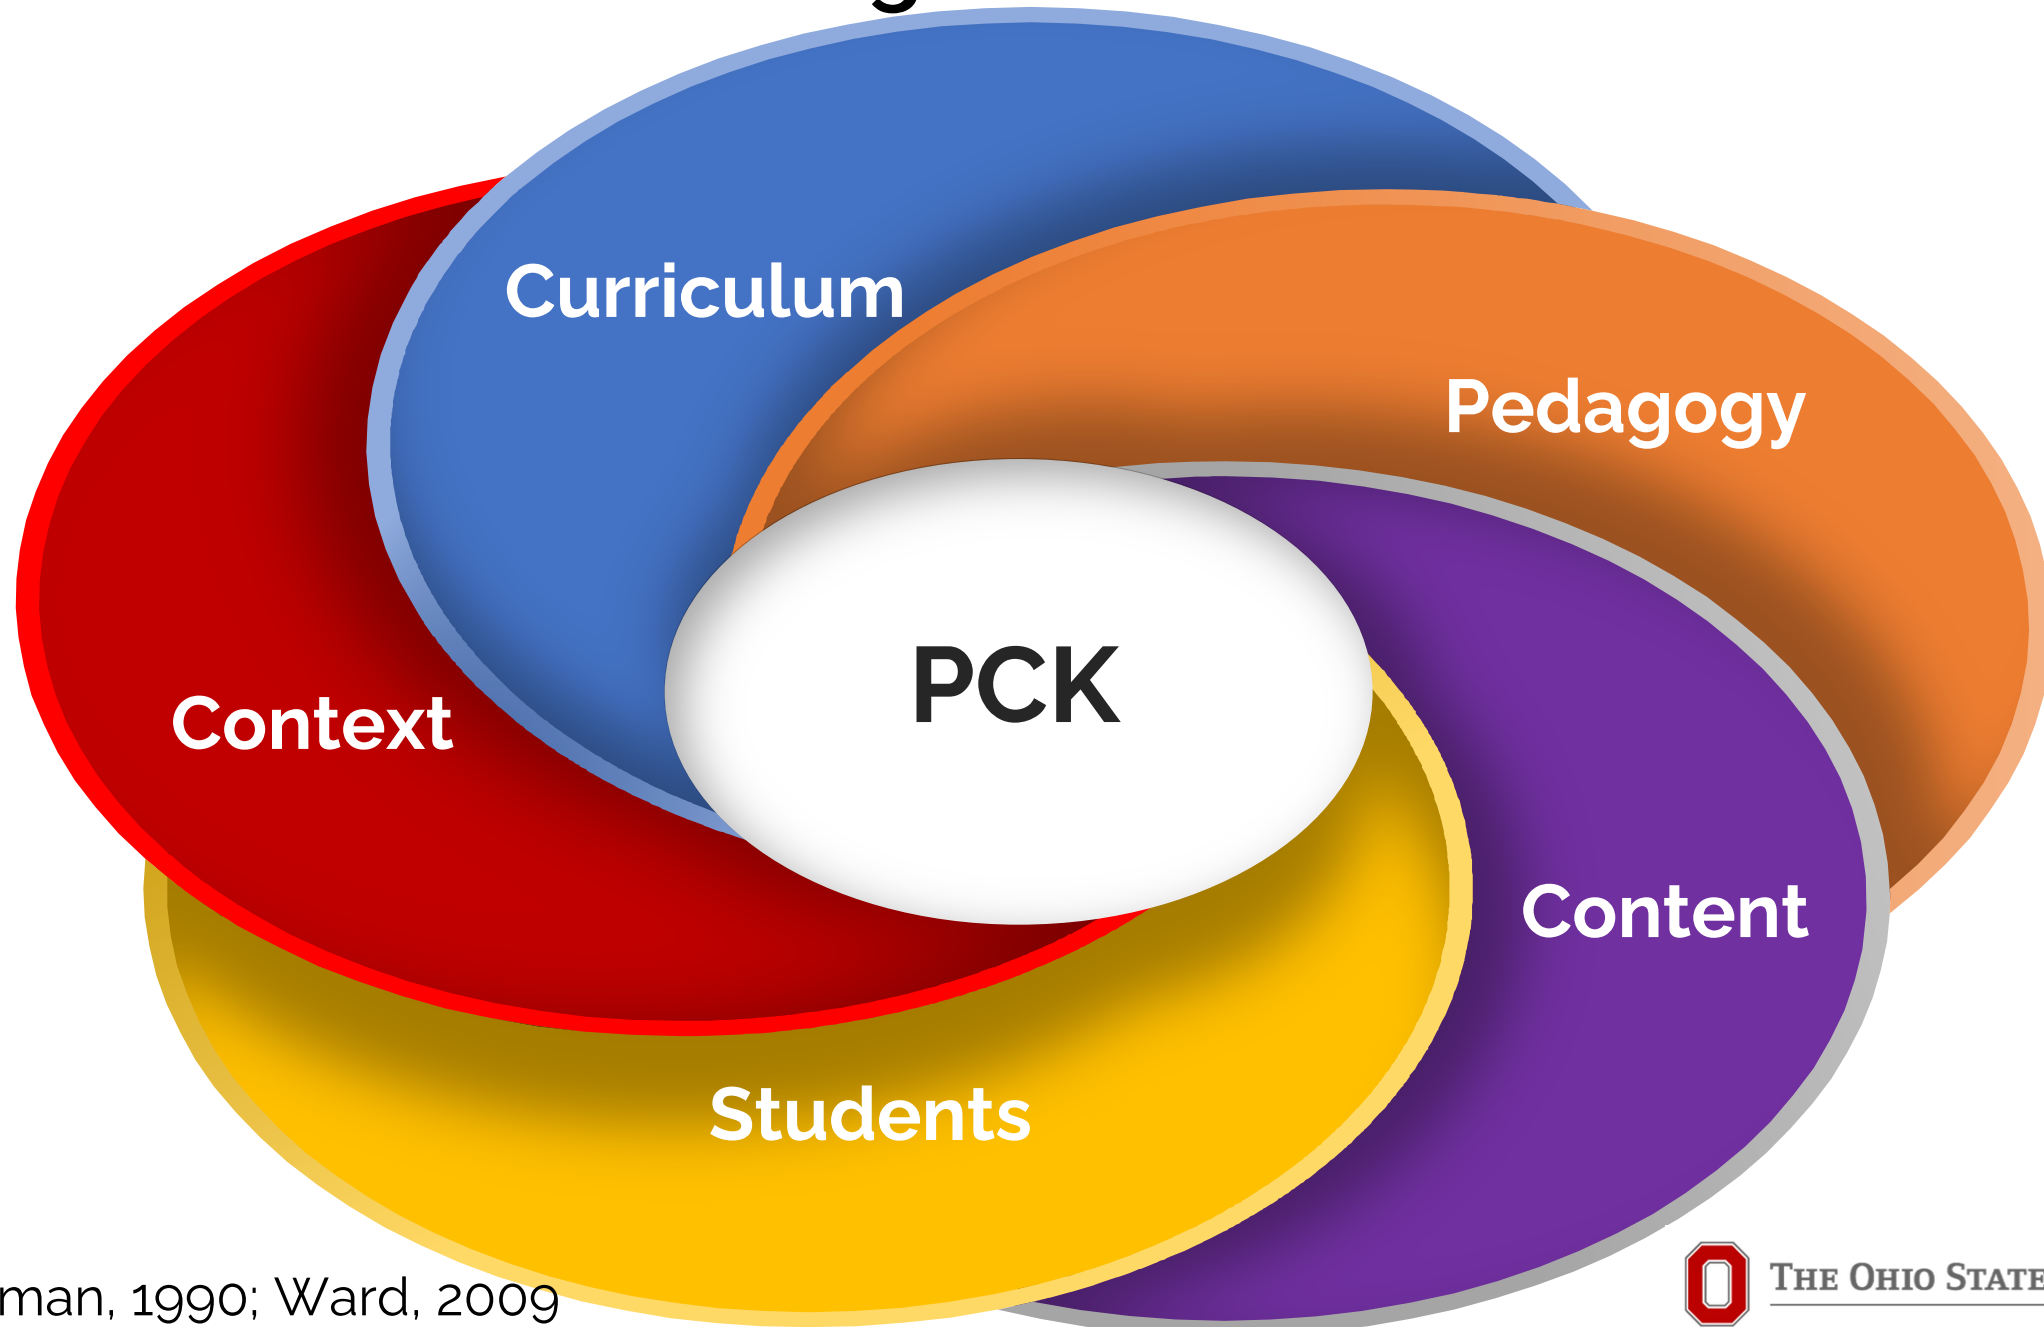 Curriculum
Pedagogy
PCK
Context
Content
Students
man, 1990; Ward, 2009
THE OHIO STATE